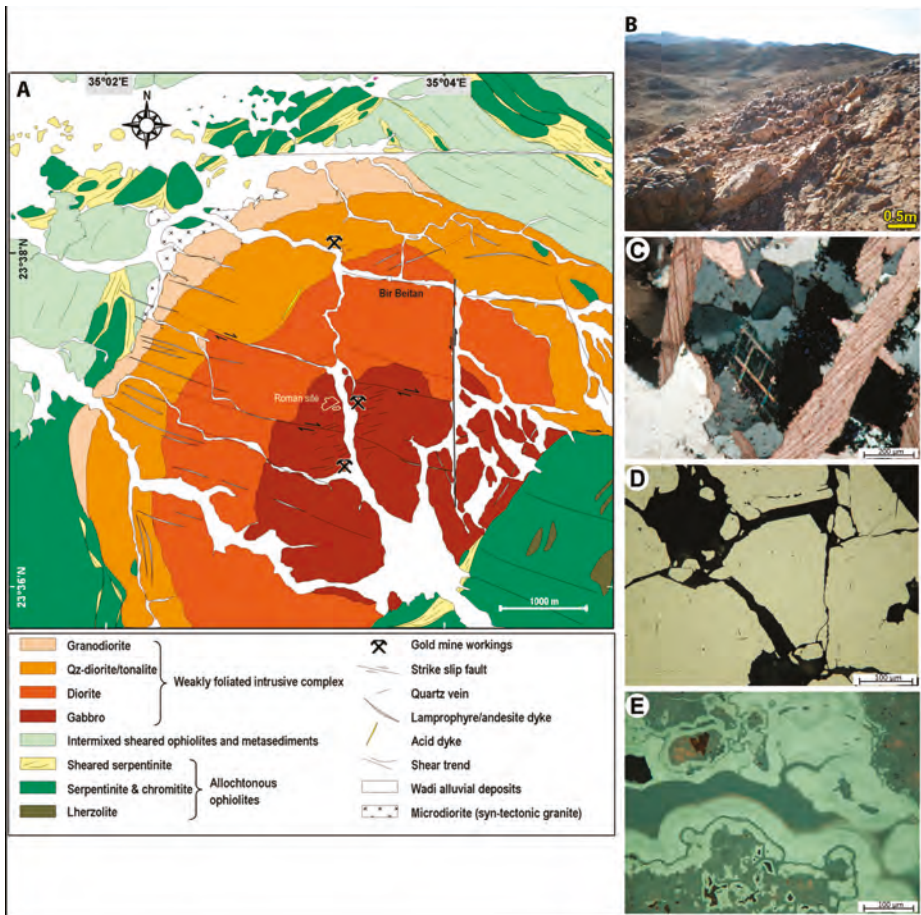 A
35°02'E
35°04'E
N
23°38'N
Bir Beitan
Roman site
23°36'N
1000 m
Granodiorite
Qz-diorite/tonalite
Diorite
Gabbro
Weakly foliated intrusive complex
Intermixed sheared ophiolites and metasediments
Sheared serpentinite
Serpentinite & chromitite
Lherzolite
Allochtonous
ophiolites
Gold mine workings
Strike slip fault
Quartz vein
Lamprophyre/andesite dyke
Acid dyke
Shear trend
Wadi alluvial deposits
Microdiorite (syn-tectonic granite)
B
0.5m
C
200 µm
D
100 µm
E
100 µm